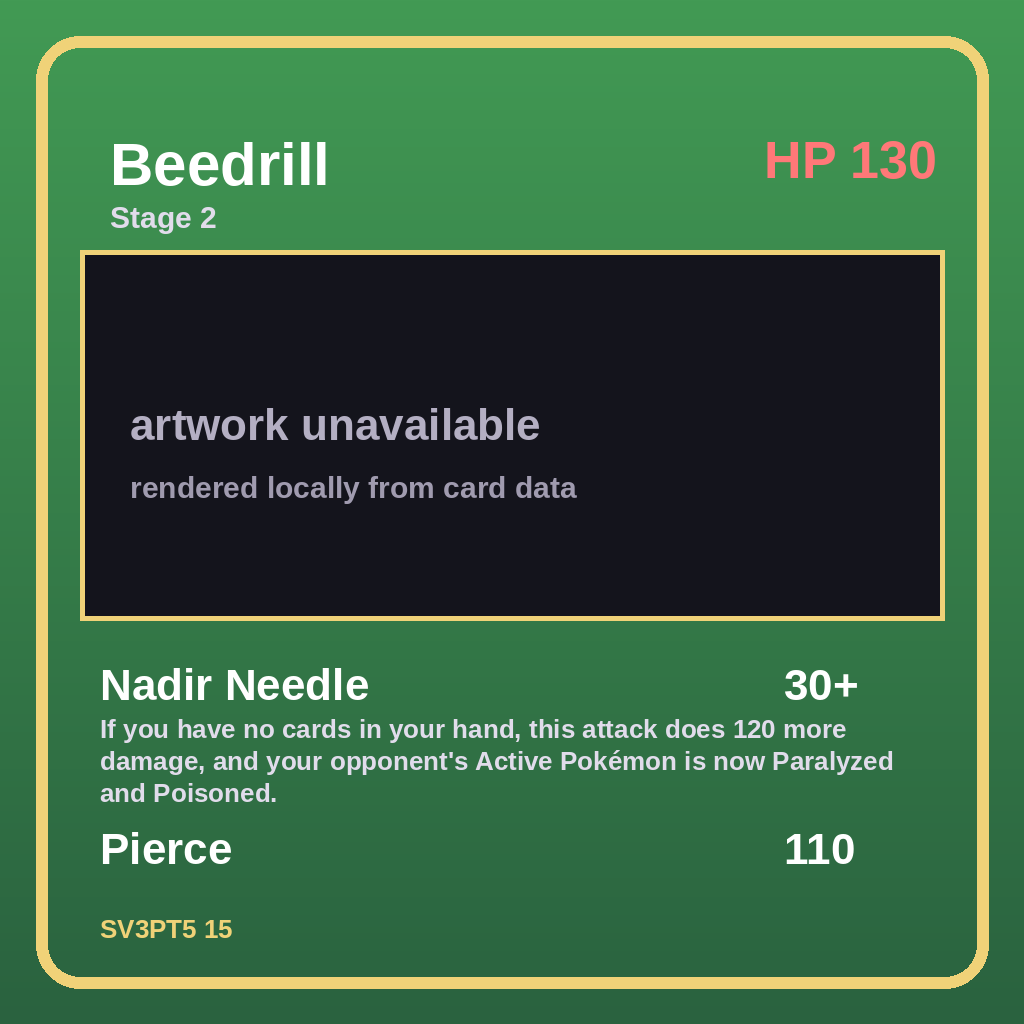 Beedrill
HP 130
Stage 2
artwork unavailable
rendered locally from card data
Nadir Needle
30+
If you have no cards in your hand, this attack does 120 more
damage, and your opponent's Active Pokémon is now Paralyzed
and Poisoned.
Pierce
110
SV3PT5 15